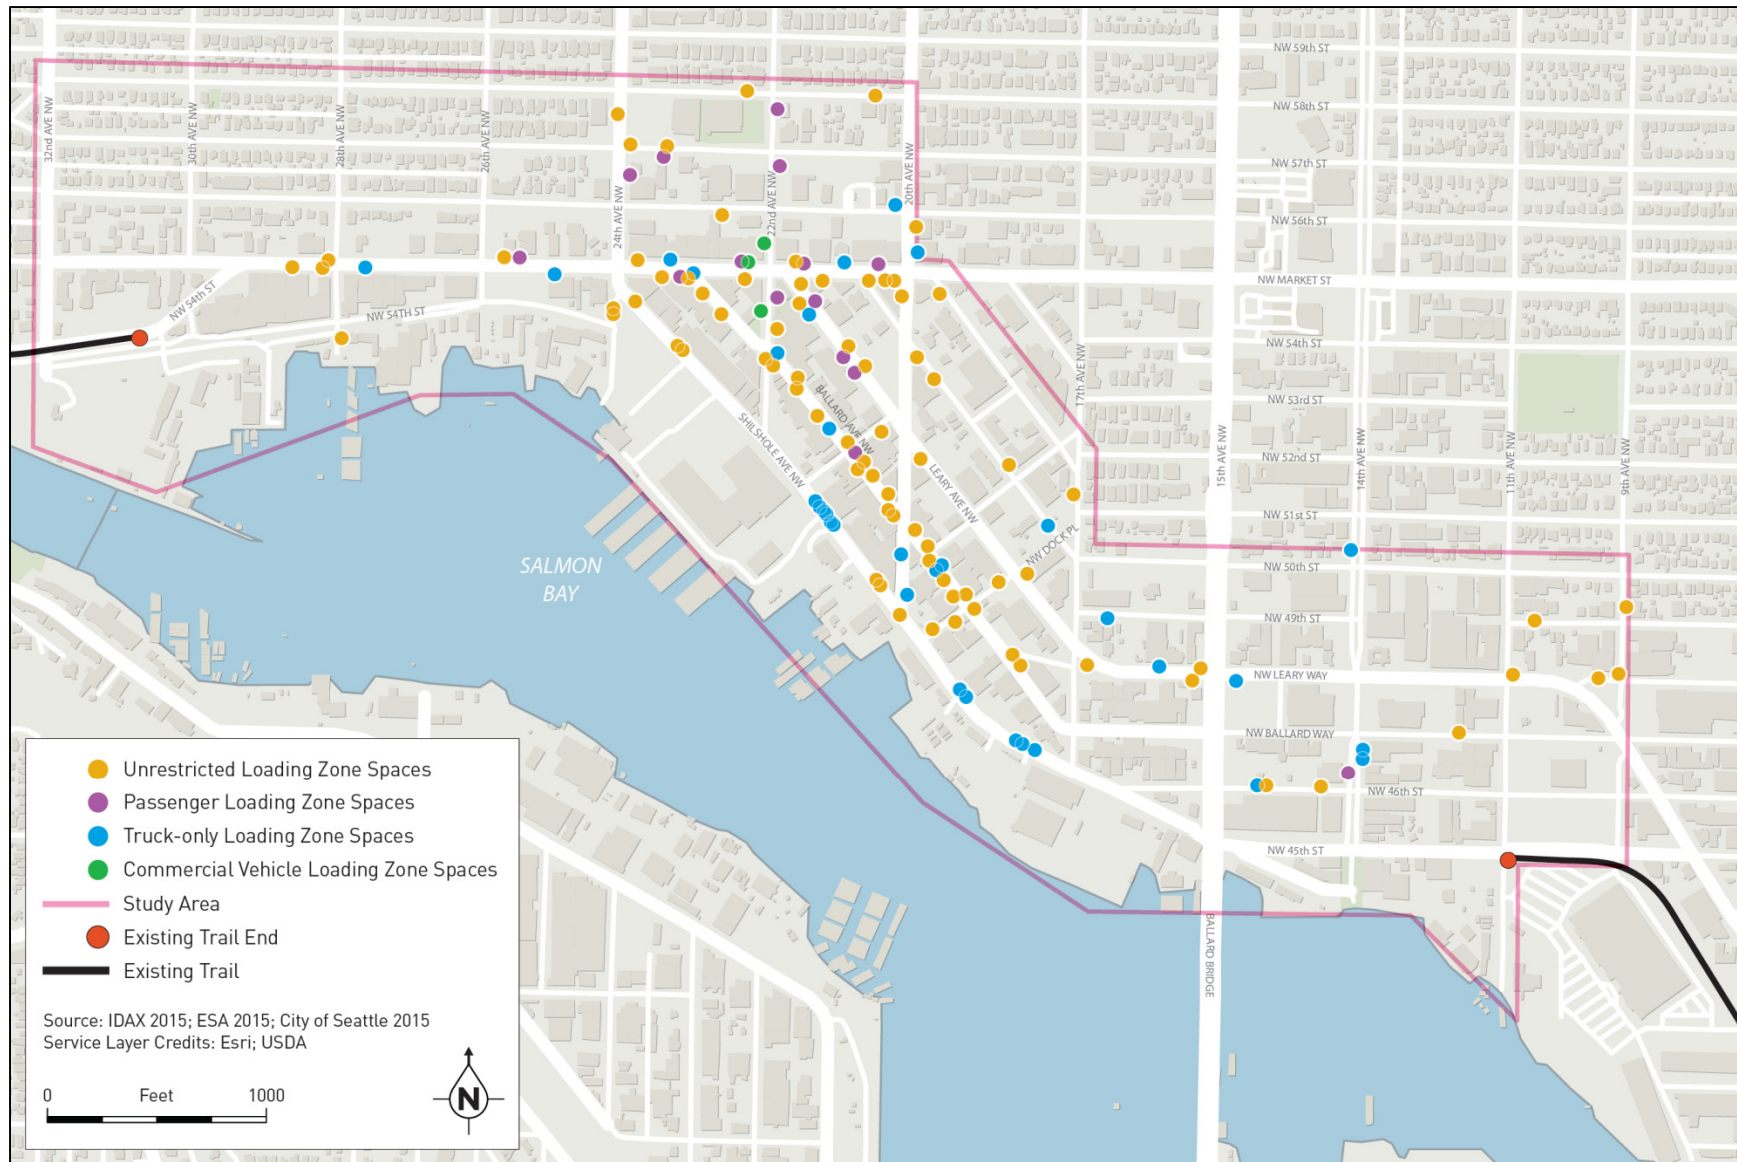 NW 59th ST
NW 58th ST
NW 57th ST
NW 56th ST
NW MARKET ST
NW 54th ST
NW 53rd ST
NW 52nd ST
NW 51st ST
NW 50th ST
NW 49th ST
NW LEARY WAY
NW BALLARD WAY
NW 46th ST
NW 45th ST
32nd AVE NW
30th AVE NW
28th AVE NW
26th AVE NW
24th AVE NW
22nd AVE NW
20th AVE NW
17th AVE NW
15th AVE NW
14th AVE NW
11th AVE NW
9th AVE NW
NW 54th ST
NW 54TH ST
SHILSHOLE AVE NW
BALLARD AVE NW
LEARY AVE NW
NW DOCK PL
BALLARD BRIDGE
SALMON
BAY
Unrestricted Loading Zone Spaces
Passenger Loading Zone Spaces
Truck-only Loading Zone Spaces
Commercial Vehicle Loading Zone Spaces
Study Area
Existing Trail End
Existing Trail
Source: IDAX 2015; ESA 2015; City of Seattle 2015
Service Layer Credits: Esri; USDA
0 Feet 1000
N